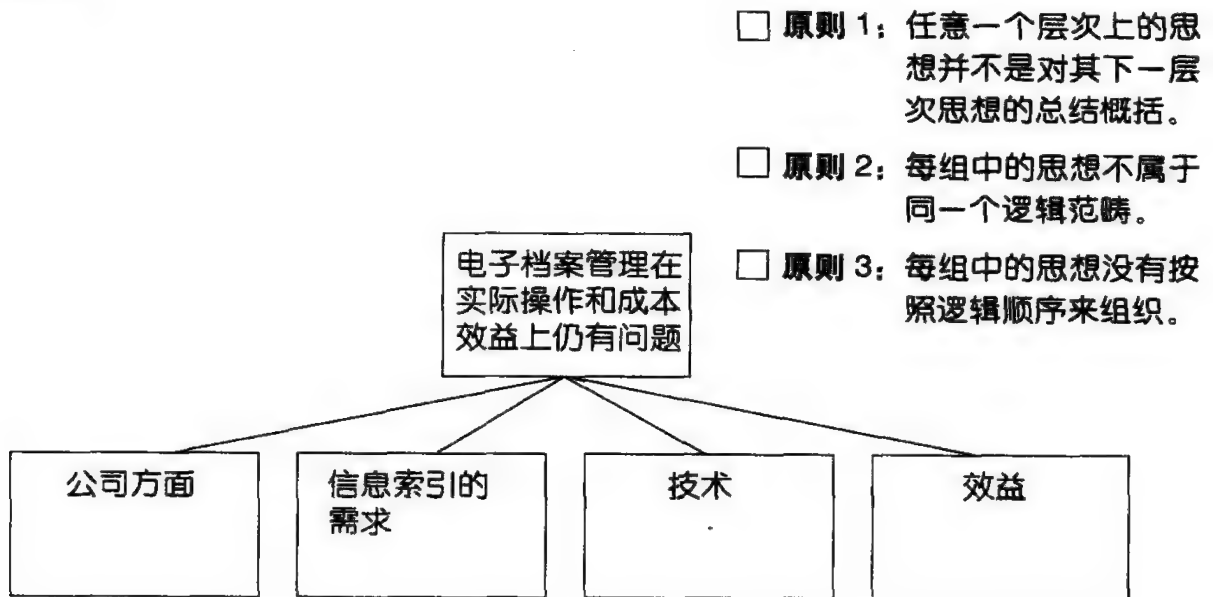 □ 原则 1：任意一个层次上的思
想并不是对其下一层
次思想的总结概括。
□ 原则 2：每组中的思想不属于
同一个逻辑范畴。
□ 原则 3：每组中的思想没有按
照逻辑顺序来组织。
电子档案管理在
实际操作和成本
效益上仍有问题
公司方面
信息索引的
需求
技术
效益